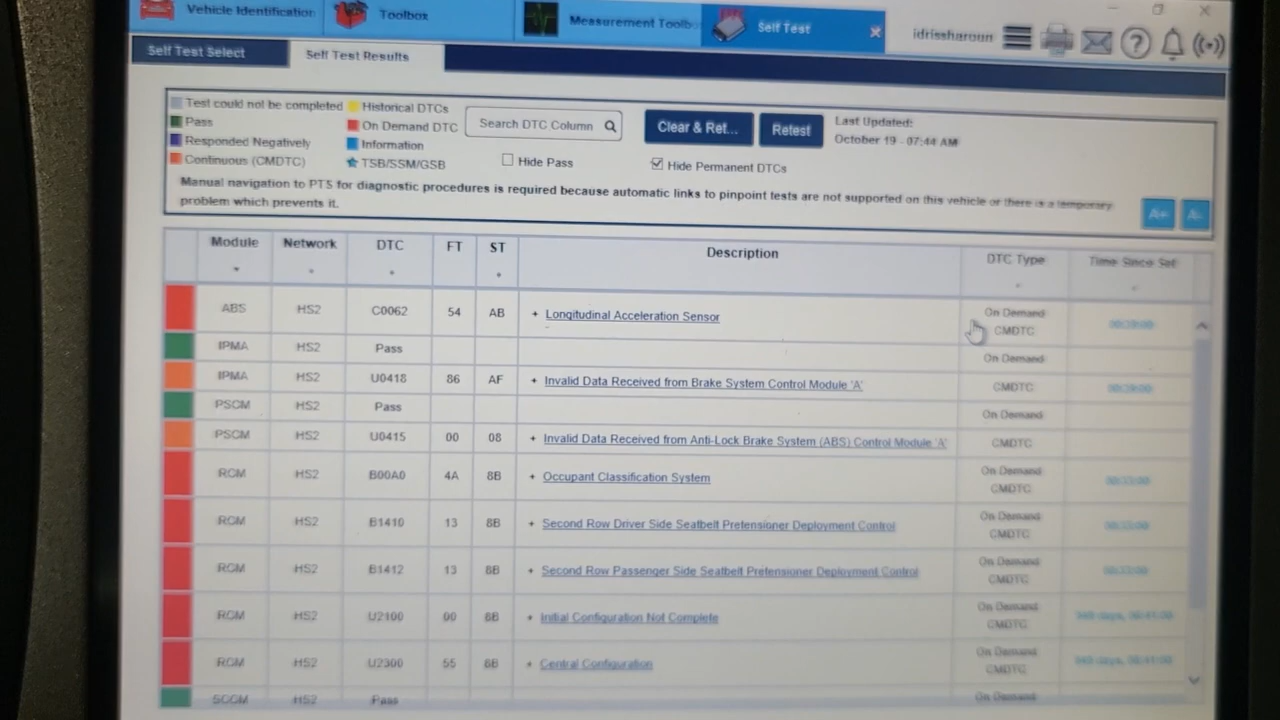 Vehicle Identification Toolbox Measurement Toolbo Self Test × idrissharoun
Self Test Select Self Test Results
Test could not be completed Historical DTCs
Pass On Demand DTC Search DTC Column Clear & Ret... Retest Last Updated:
Responded Negatively Information October 19 - 07:44 AM
Continuous (CMDTC) TSB/SSM/GSB Hide Pass Hide Permanent DTCs
Manual navigation to PTS for diagnostic procedures is required because automatic links to pinpoint tests are not supported on this vehicle or there is a temporary
problem which prevents it. A+ A-
Module Network DTC FT ST Description DTC Type Time Since Set
ABS HS2 C0062 54 AB + Longitudinal Acceleration Sensor On Demand
CMDTC
IPMA HS2 Pass On Demand
IPMA HS2 U0418 86 AF + Invalid Data Received from Brake System Control Module 'A' CMDTC
PSCM HS2 Pass On Demand
PSCM HS2 U0415 00 08 + Invalid Data Received from Anti-Lock Brake System (ABS) Control Module 'A' CMDTC
RCM HS2 B00A0 4A 8B + Occupant Classification System On Demand
CMDTC
RCM HS2 B1410 13 8B + Second Row Driver Side Seatbelt Pretensioner Deployment Control On Demand
CMDTC
RCM HS2 B1412 13 8B + Second Row Passenger Side Seatbelt Pretensioner Deployment Control On Demand
CMDTC
RCM HS2 U2100 00 8B + Initial Configuration Not Complete On Demand
CMDTC
RCM HS2 U2300 55 8B + Central Configuration On Demand
CMDTC
SCCM HS2 Pass On Demand